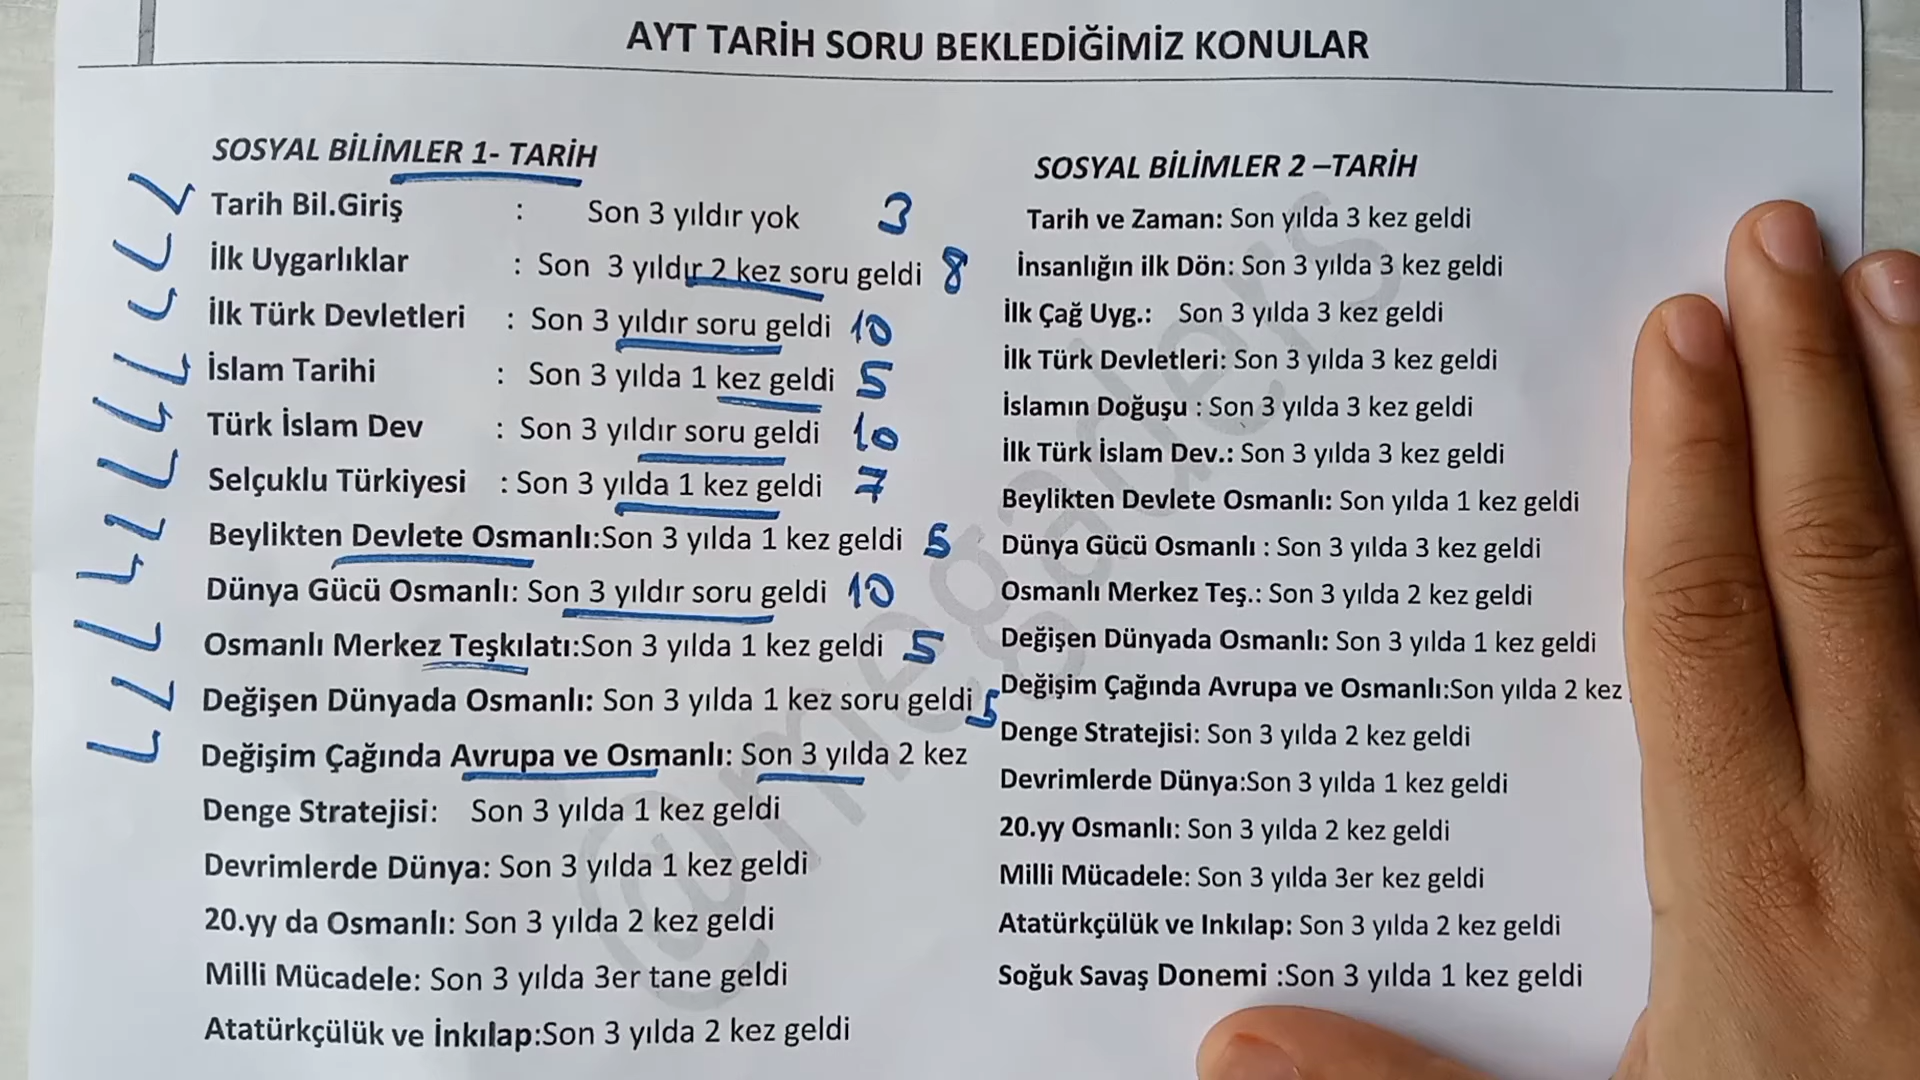 AYT TARİH SORU BEKLEDİĞİMİZ KONULAR
SOSYAL BİLİMLER 1- TARİH
Tarih Bil.Giriş : Son 3 yıldır yok 3
İlk Uygarlıklar : Son 3 yıldır 2 kez soru geldi 8
İlk Türk Devletleri : Son 3 yıldır soru geldi 10
İslam Tarihi : Son 3 yılda 1 kez geldi 5
Türk İslam Dev : Son 3 yıldır soru geldi 10
Selçuklu Türkiyesi : Son 3 yılda 1 kez geldi 7
Beylikten Devlete Osmanlı:Son 3 yılda 1 kez geldi 5
Dünya Gücü Osmanlı: Son 3 yıldır soru geldi 10
Osmanlı Merkez Teşkılatı:Son 3 yılda 1 kez geldi 5
Değişen Dünyada Osmanlı: Son 3 yılda 1 kez soru geldi 5
Değişim Çağında Avrupa ve Osmanlı: Son 3 yılda 2 kez
Denge Stratejisi: Son 3 yılda 1 kez geldi
Devrimlerde Dünya: Son 3 yılda 1 kez geldi
20.yy da Osmanlı: Son 3 yılda 2 kez geldi
Milli Mücadele: Son 3 yılda 3er tane geldi
Atatürkçülük ve İnkılap:Son 3 yılda 2 kez geldi
SOSYAL BİLİMLER 2 –TARİH
Tarih ve Zaman: Son yılda 3 kez geldi
İnsanlığın ilk Dön: Son 3 yılda 3 kez geldi
İlk Çağ Uyg.: Son 3 yılda 3 kez geldi
İlk Türk Devletleri: Son 3 yılda 3 kez geldi
İslamın Doğuşu : Son 3 yılda 3 kez geldi
İlk Türk İslam Dev.: Son 3 yılda 3 kez geldi
Beylikten Devlete Osmanlı: Son yılda 1 kez geldi
Dünya Gücü Osmanlı : Son 3 yılda 3 kez geldi
Osmanlı Merkez Teş.: Son 3 yılda 2 kez geldi
Değişen Dünyada Osmanlı: Son 3 yılda 1 kez geldi
Değişim Çağında Avrupa ve Osmanlı:Son yılda 2 kez
Denge Stratejisi: Son 3 yılda 2 kez geldi
Devrimlerde Dünya:Son 3 yılda 1 kez geldi
20.yy Osmanlı: Son 3 yılda 2 kez geldi
Milli Mücadele: Son 3 yılda 3er kez geldi
Atatürkçülük ve Inkılap: Son 3 yılda 2 kez geldi
Soğuk Savaş Donemi :Son 3 yılda 1 kez geldi
@megaders